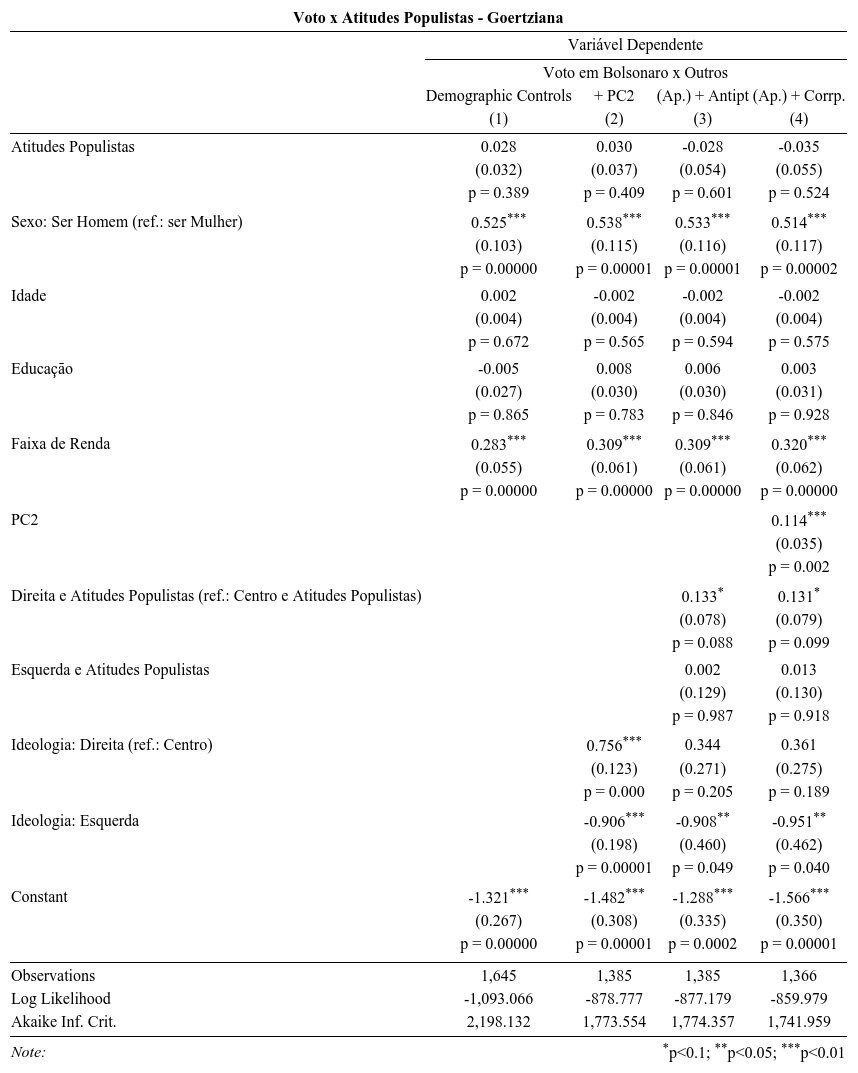 Voto x Atitudes Populistas - Goertziana
Variável Dependente
Voto em Bolsonaro x Outros
Demographic Controls + PC2 (Ap.) + Antipt (Ap.) + Corrp.
(1) (2) (3) (4)
Atitudes Populistas 0.028 0.030 -0.028 -0.035
(0.032) (0.037) (0.054) (0.055)
p = 0.389 p = 0.409 p = 0.601 p = 0.524
Sexo: Ser Homem (ref.: ser Mulher) 0.525*** 0.538*** 0.533*** 0.514***
(0.103) (0.115) (0.116) (0.117)
p = 0.00000 p = 0.00001 p = 0.00001 p = 0.00002
Idade 0.002 -0.002 -0.002 -0.002
(0.004) (0.004) (0.004) (0.004)
p = 0.672 p = 0.565 p = 0.594 p = 0.575
Educação -0.005 0.008 0.006 0.003
(0.027) (0.030) (0.030) (0.031)
p = 0.865 p = 0.783 p = 0.846 p = 0.928
Faixa de Renda 0.283*** 0.309*** 0.309*** 0.320***
(0.055) (0.061) (0.061) (0.062)
p = 0.00000 p = 0.00000 p = 0.00000 p = 0.00000
PC2 0.114***
(0.035)
p = 0.002
Direita e Atitudes Populistas (ref.: Centro e Atitudes Populistas) 0.133* 0.131*
(0.078) (0.079)
p = 0.088 p = 0.099
Esquerda e Atitudes Populistas 0.002 0.013
(0.129) (0.130)
p = 0.987 p = 0.918
Ideologia: Direita (ref.: Centro) 0.756*** 0.344 0.361
(0.123) (0.271) (0.275)
p = 0.000 p = 0.205 p = 0.189
Ideologia: Esquerda -0.906*** -0.908** -0.951**
(0.198) (0.460) (0.462)
p = 0.00001 p = 0.049 p = 0.040
Constant -1.321*** -1.482*** -1.288*** -1.566***
(0.267) (0.308) (0.335) (0.350)
p = 0.00000 p = 0.00001 p = 0.0002 p = 0.00001
Observations 1,645 1,385 1,385 1,366
Log Likelihood -1,093.066 -878.777 -877.179 -859.979
Akaike Inf. Crit. 2,198.132 1,773.554 1,774.357 1,741.959
Note: *p<0.1; **p<0.05; ***p<0.01